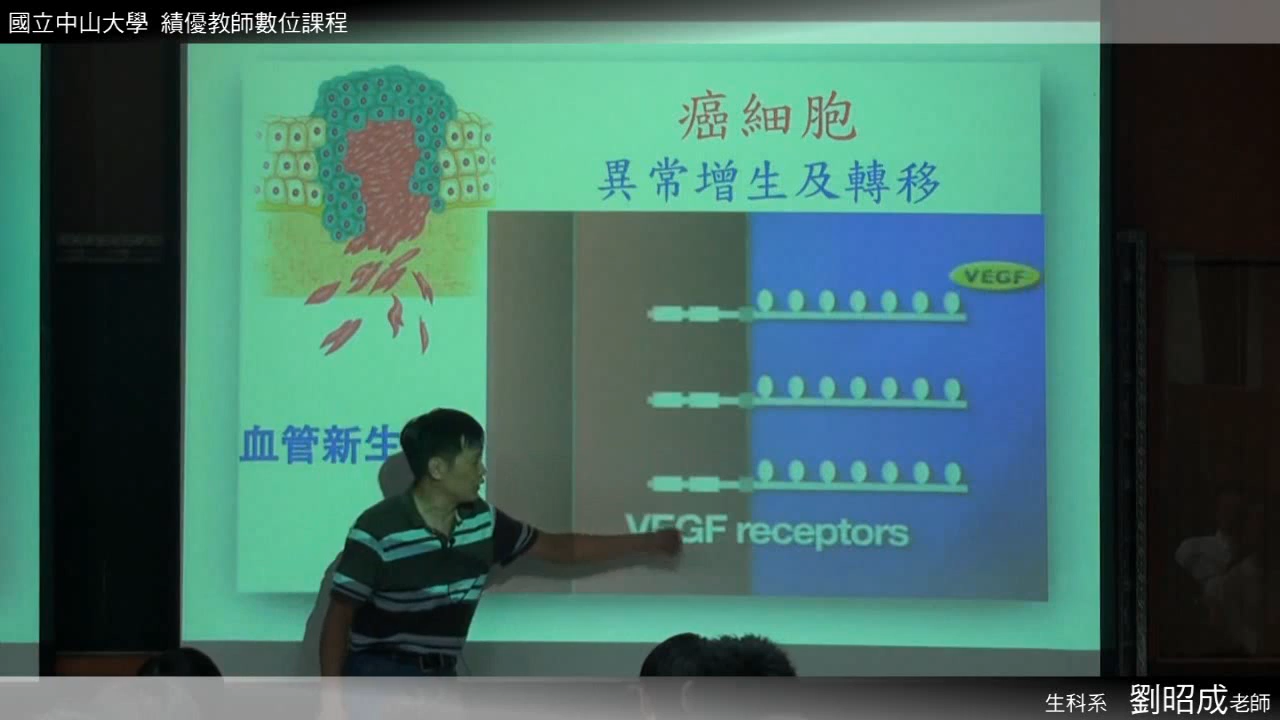 國立中山大學 績優教師數位課程
癌細胞
異常增生及轉移
VEGF
血管新生
VEGF receptors
生科系 劉昭成老師